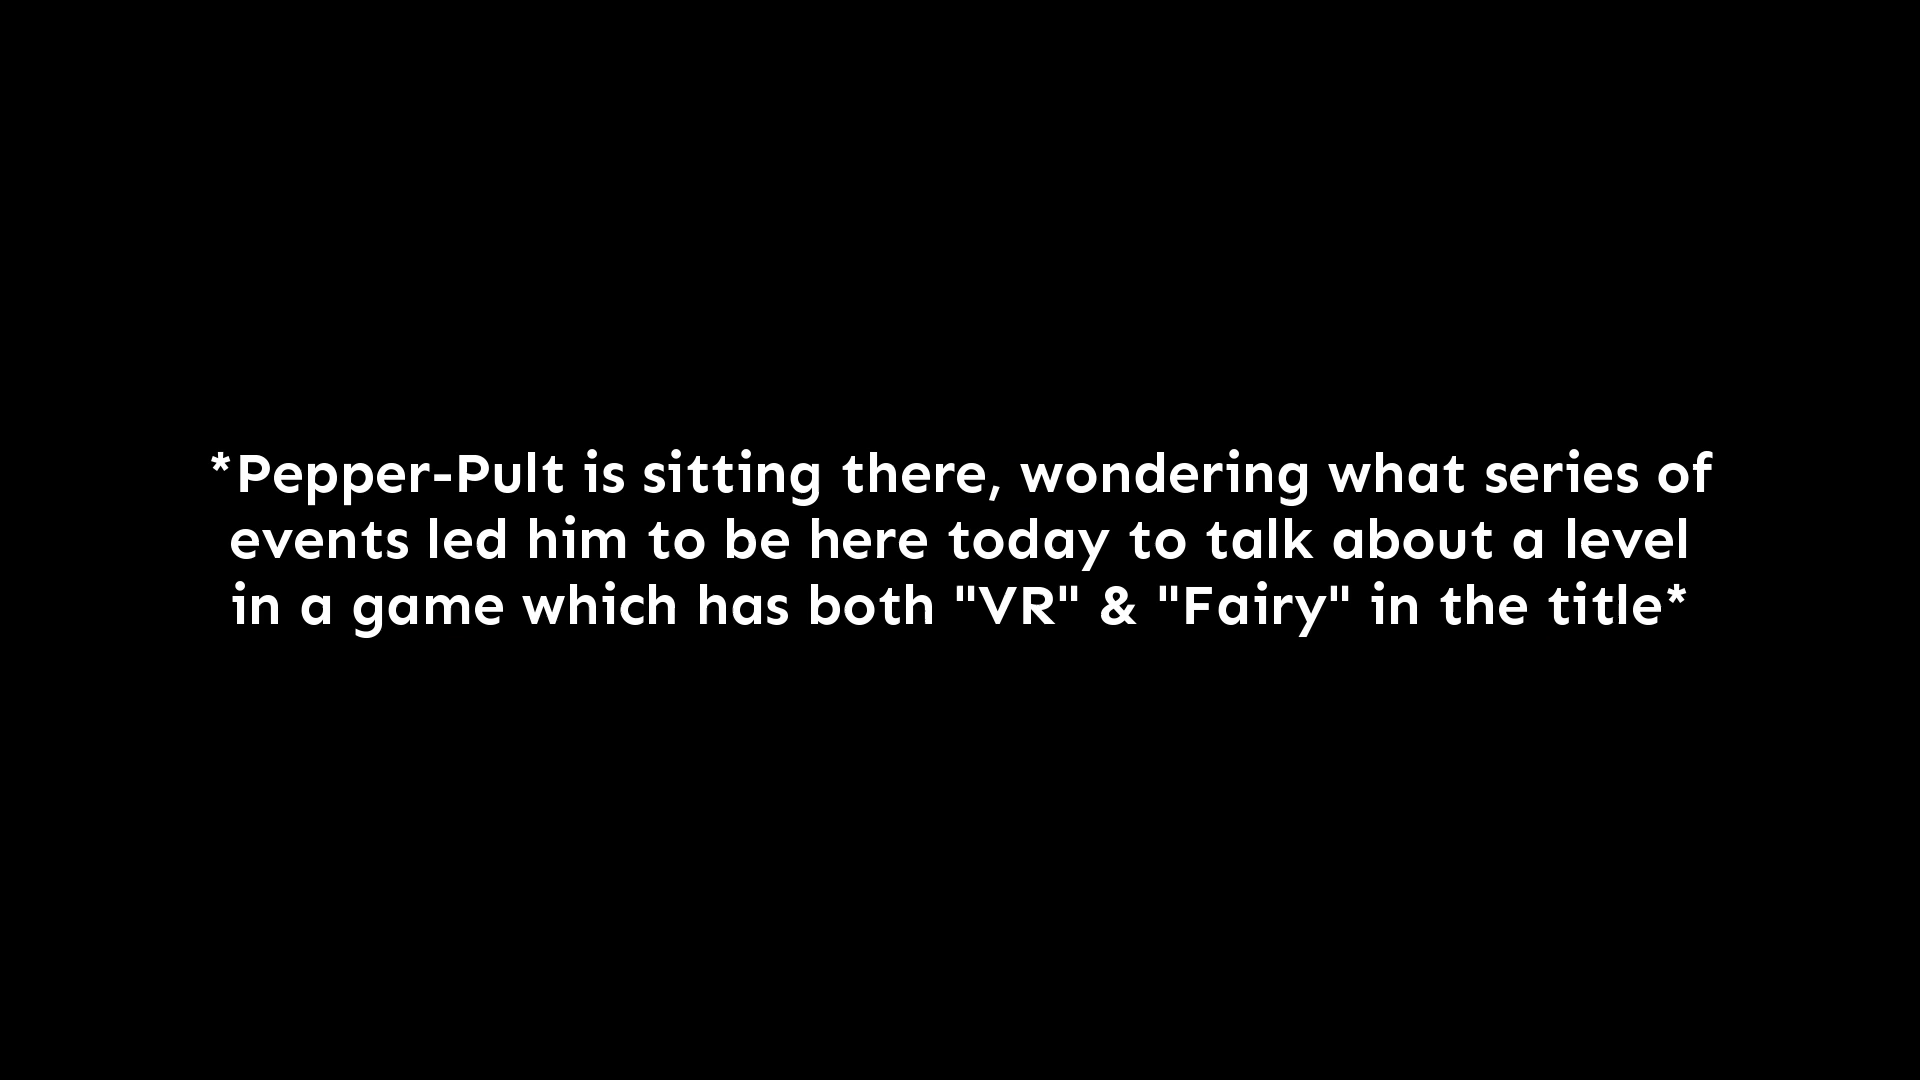 *Pepper-Pult is sitting there, wondering what series of
events led him to be here today to talk about a level
in a game which has both "VR" & "Fairy" in the title*